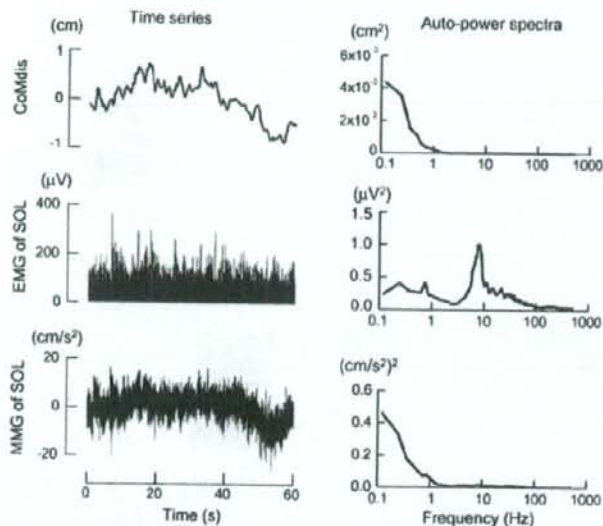 Time series
Auto-power spectra
(cm)
1
0
-1
CoMdis
(cm²)
6x10⁻³
4x10⁻³
2x10⁻³
0
0.1 1 10 100 1000
(μV)
400
200
0
EMG of SOL
(μV²)
1.5
1.0
0.5
0.0
0.1 1 10 100 1000
(cm/s²)
20
0
-20
MMG of SOL
0 20 40 60
Time (s)
(cm/s²)²
0.6
0.4
0.2
0.0
0.1 1 10 100 1000
Frequency (Hz)